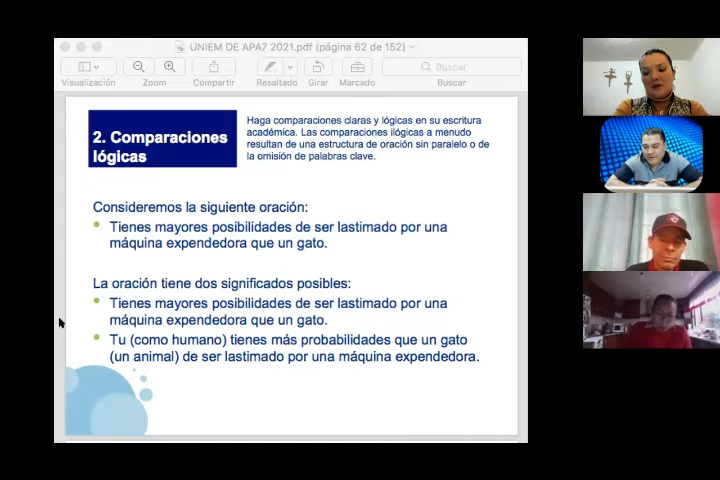 UNIEM DE APA7 2021.pdf (página 62 de 152)
Visualización
Zoom
Compartir
Resaltado
Girar
Marcado
Buscar
Buscar
2. Comparaciones
lógicas
Haga comparaciones claras y lógicas en su escritura
académica. Las comparaciones ilógicas a menudo
resultan de una estructura de oración sin paralelo o de
la omisión de palabras clave.
Consideremos la siguiente oración:
• Tienes mayores posibilidades de ser lastimado por una
máquina expendedora que un gato.
La oración tiene dos significados posibles:
• Tienes mayores posibilidades de ser lastimado por una
máquina expendedora que un gato.
• Tu (como humano) tienes más probabilidades que un gato
(un animal) de ser lastimado por una máquina expendedora.